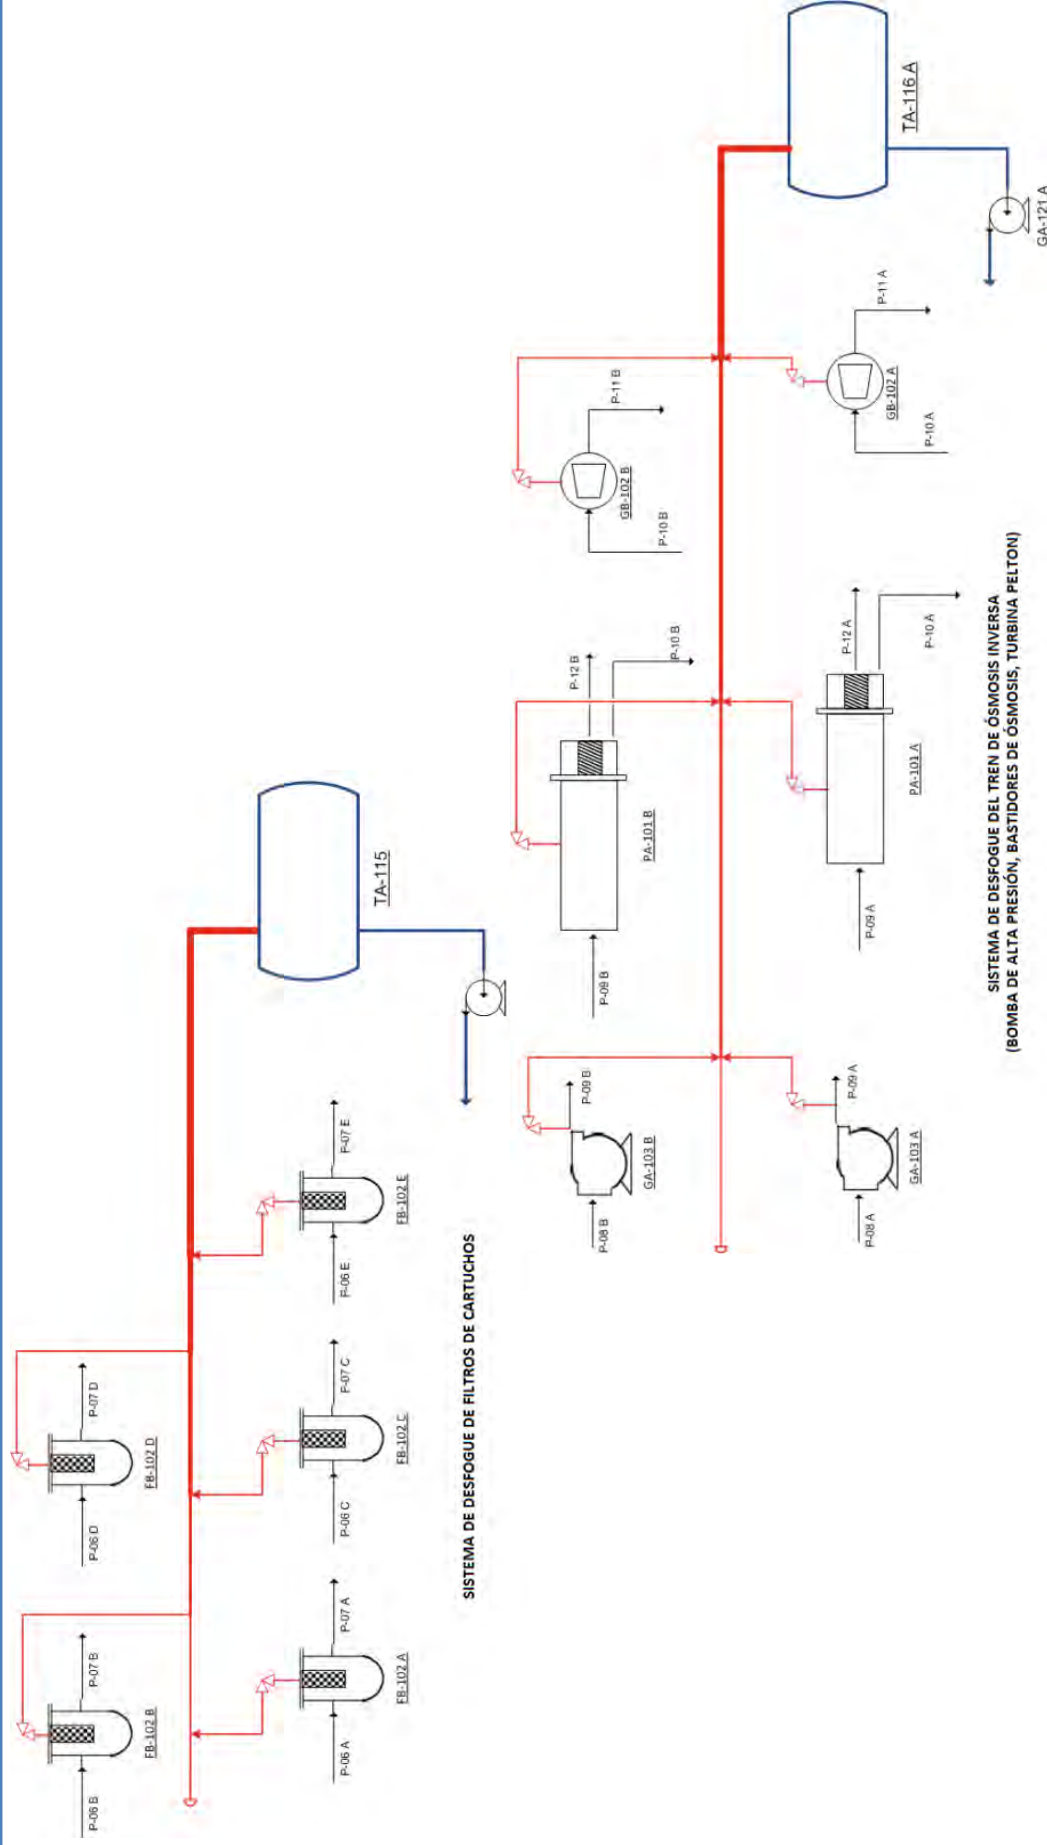 P-06 B
P-07 B
P-06 D
P-07 D
FB-102 B
FB-102 D
P-06 A
P-07 A
P-06 C
P-07 C
P-06 E
P-07 E
TA-115
FB-102 A
FB-102 C
FB-102 E
SISTEMA DE DESFOGUE DE FILTROS DE CARTUCHOS
P-08 B
P-09 B
P-09 B
P-12 B
P-11 B
GA-103 B
PA-101 B
P-10 B
P-10 B
GB-102 B
P-08 A
P-09 A
P-09 A
P-12 A
P-11 A
TA-116 A
GA-103 A
PA-101 A
P-10 A
P-10 A
GB-102 A
GA-121 A
SISTEMA DE DESFOGUE DEL TREN DE ÓSMOSIS INVERSA
(BOMBA DE ALTA PRESIÓN, BASTIDORES DE ÓSMOSIS, TURBINA PELTON)